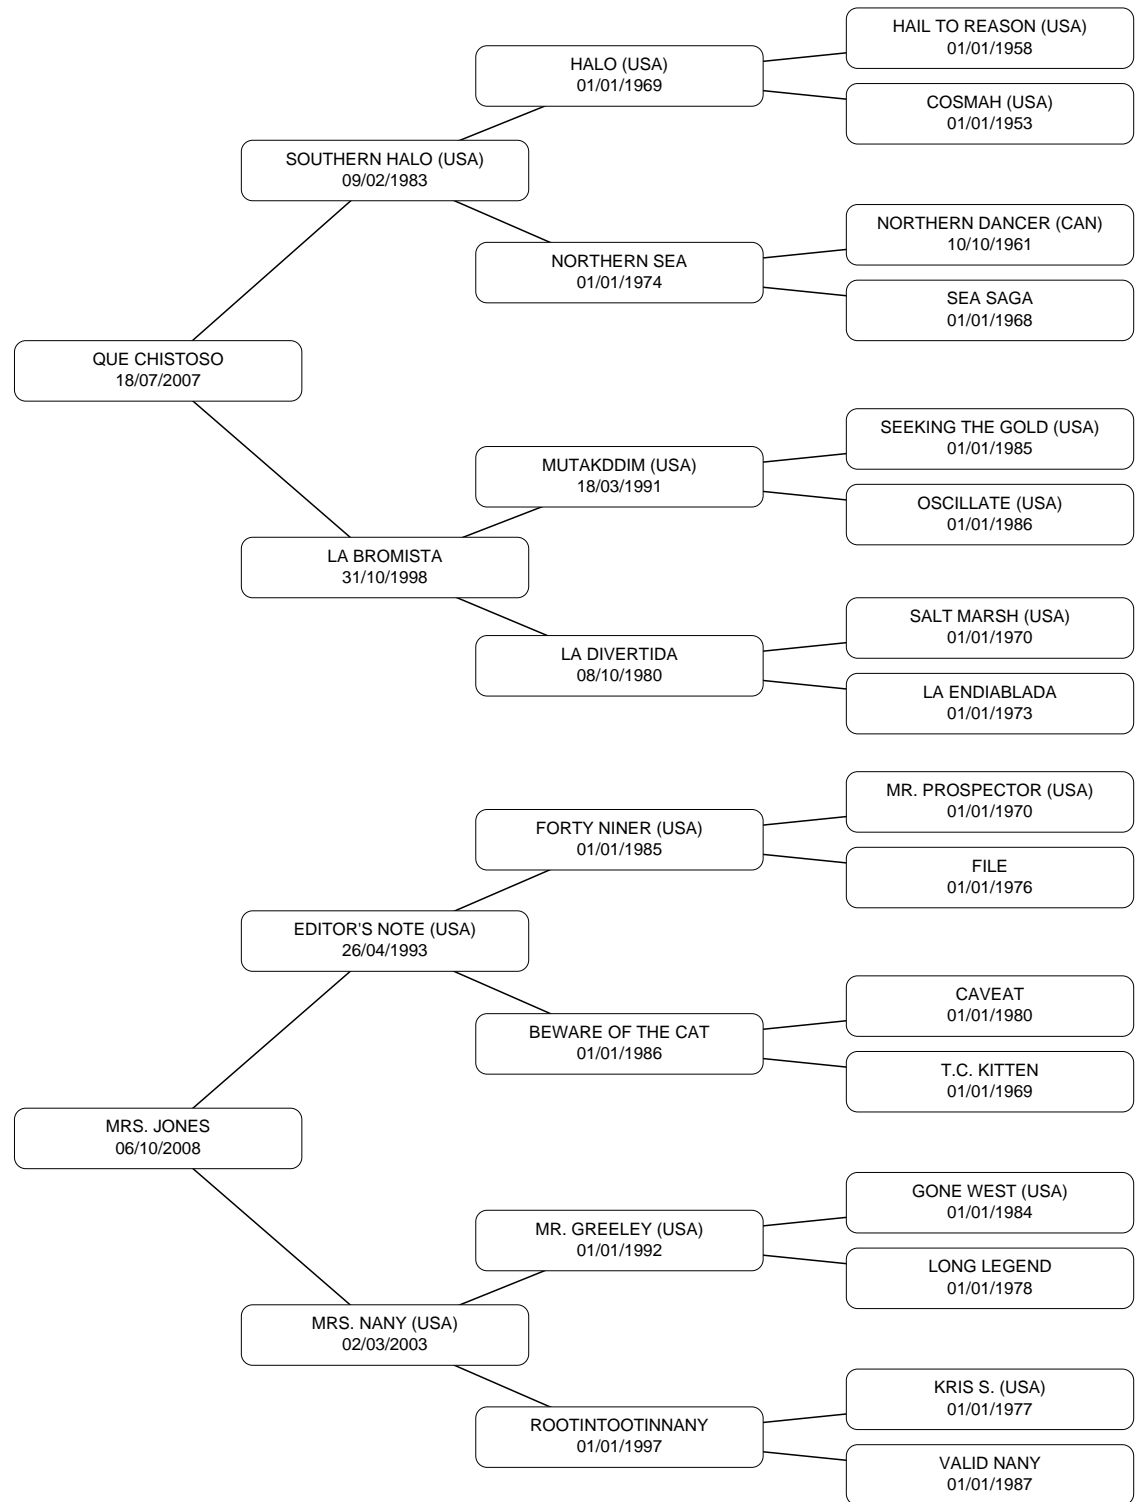 HAIL TO REASON (USA)
01/01/1958
HALO (USA)
01/01/1969
COSMAH (USA)
01/01/1953
SOUTHERN HALO (USA)
09/02/1983
NORTHERN DANCER (CAN)
10/10/1961
NORTHERN SEA
01/01/1974
SEA SAGA
01/01/1968
QUE CHISTOSO
18/07/2007
SEEKING THE GOLD (USA)
01/01/1985
MUTAKDDIM (USA)
18/03/1991
OSCILLATE (USA)
01/01/1986
LA BROMISTA
31/10/1998
SALT MARSH (USA)
01/01/1970
LA DIVERTIDA
08/10/1980
LA ENDIABLADA
01/01/1973
MR. PROSPECTOR (USA)
01/01/1970
FORTY NINER (USA)
01/01/1985
FILE
01/01/1976
EDITOR'S NOTE (USA)
26/04/1993
CAVEAT
01/01/1980
BEWARE OF THE CAT
01/01/1986
T.C. KITTEN
01/01/1969
MRS. JONES
06/10/2008
GONE WEST (USA)
01/01/1984
MR. GREELEY (USA)
01/01/1992
LONG LEGEND
01/01/1978
MRS. NANY (USA)
02/03/2003
KRIS S. (USA)
01/01/1977
ROOTINTOOTINNANY
01/01/1997
VALID NANY
01/01/1987